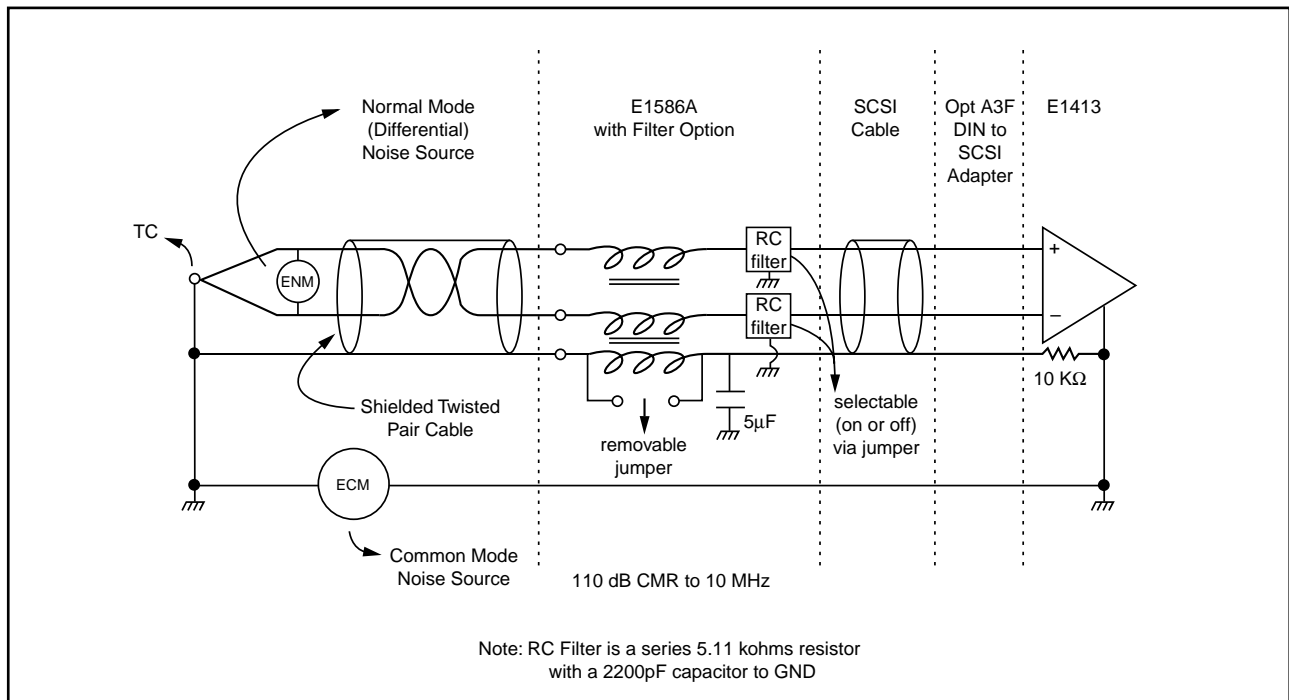 Normal Mode
(Differential)
Noise Source
E1586A
with Filter Option
SCSI
Cable
Opt A3F
DIN to
SCSI
Adapter
E1413
TC
ENM
RC
filter
RC
filter
+
−
10 KΩ
Shielded Twisted
Pair Cable
removable
jumper
5µF
selectable
(on or off)
via jumper
ECM
Common Mode
Noise Source
110 dB CMR to 10 MHz
Note: RC Filter is a series 5.11 kohms resistor
with a 2200pF capacitor to GND